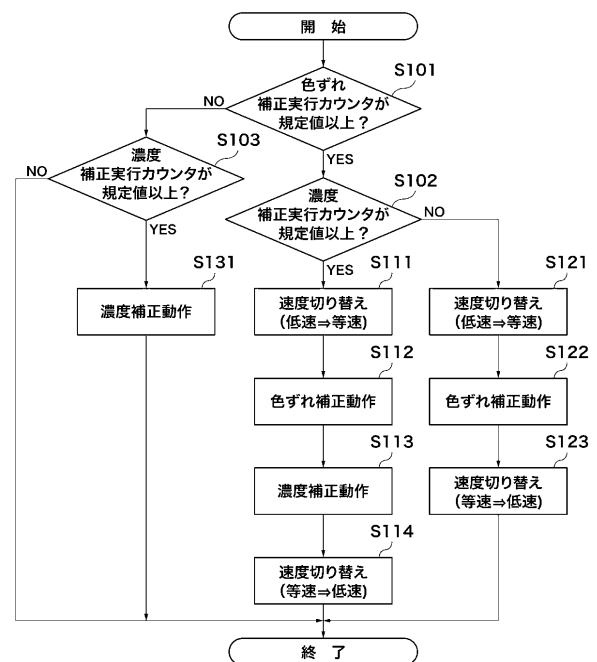 開 始
S101
色ずれ
補正実行カウンタが
規定値以上？
NO
YES
S103
濃度
補正実行カウンタが
規定値以上？
NO
YES
S102
濃度
補正実行カウンタが
規定値以上？
NO
YES
S131
濃度補正動作
S111
速度切り替え
（低速⇒等速）
S121
速度切り替え
（低速⇒等速）
S112
色ずれ補正動作
S122
色ずれ補正動作
S113
濃度補正動作
S123
速度切り替え
（等速⇒低速）
S114
速度切り替え
（等速⇒低速）
終 了